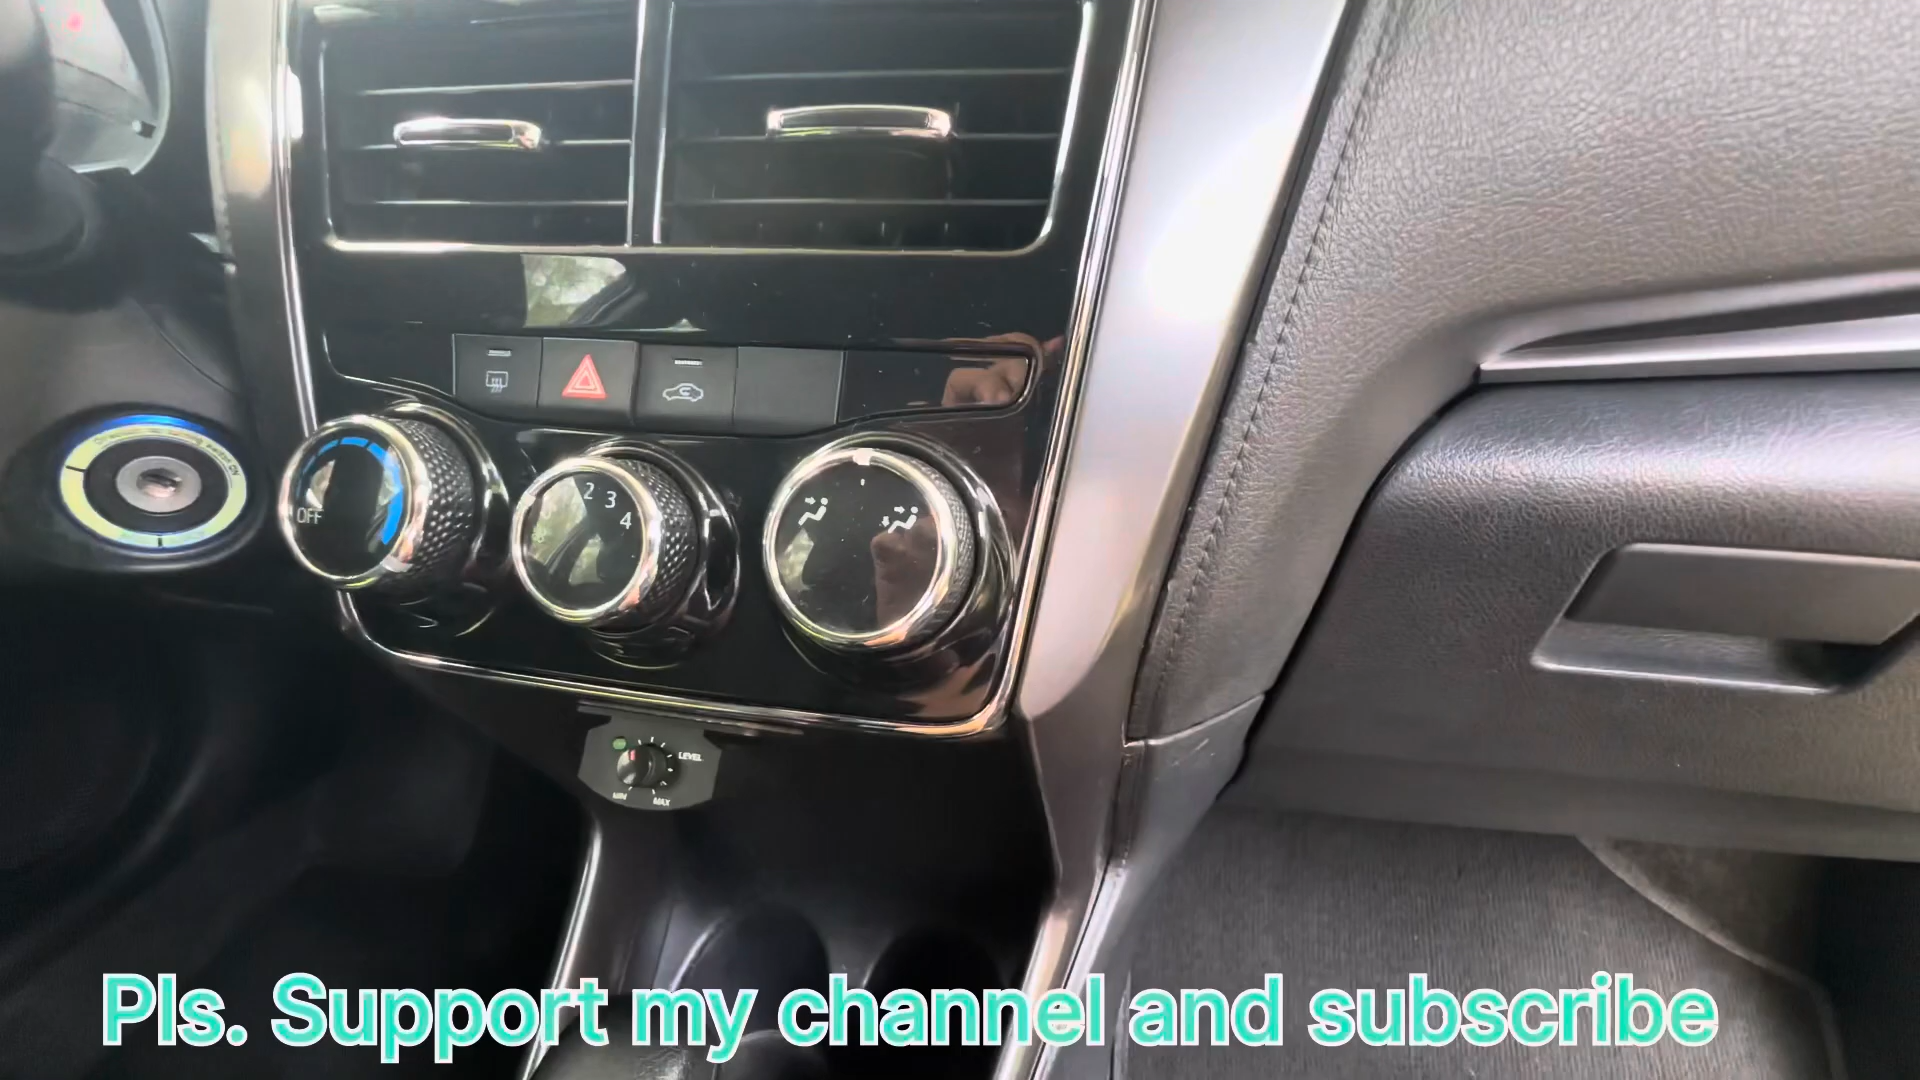 OFF
2 3
4
LEVEL
MIN
MAX
Pls. Support my channel and subscribe